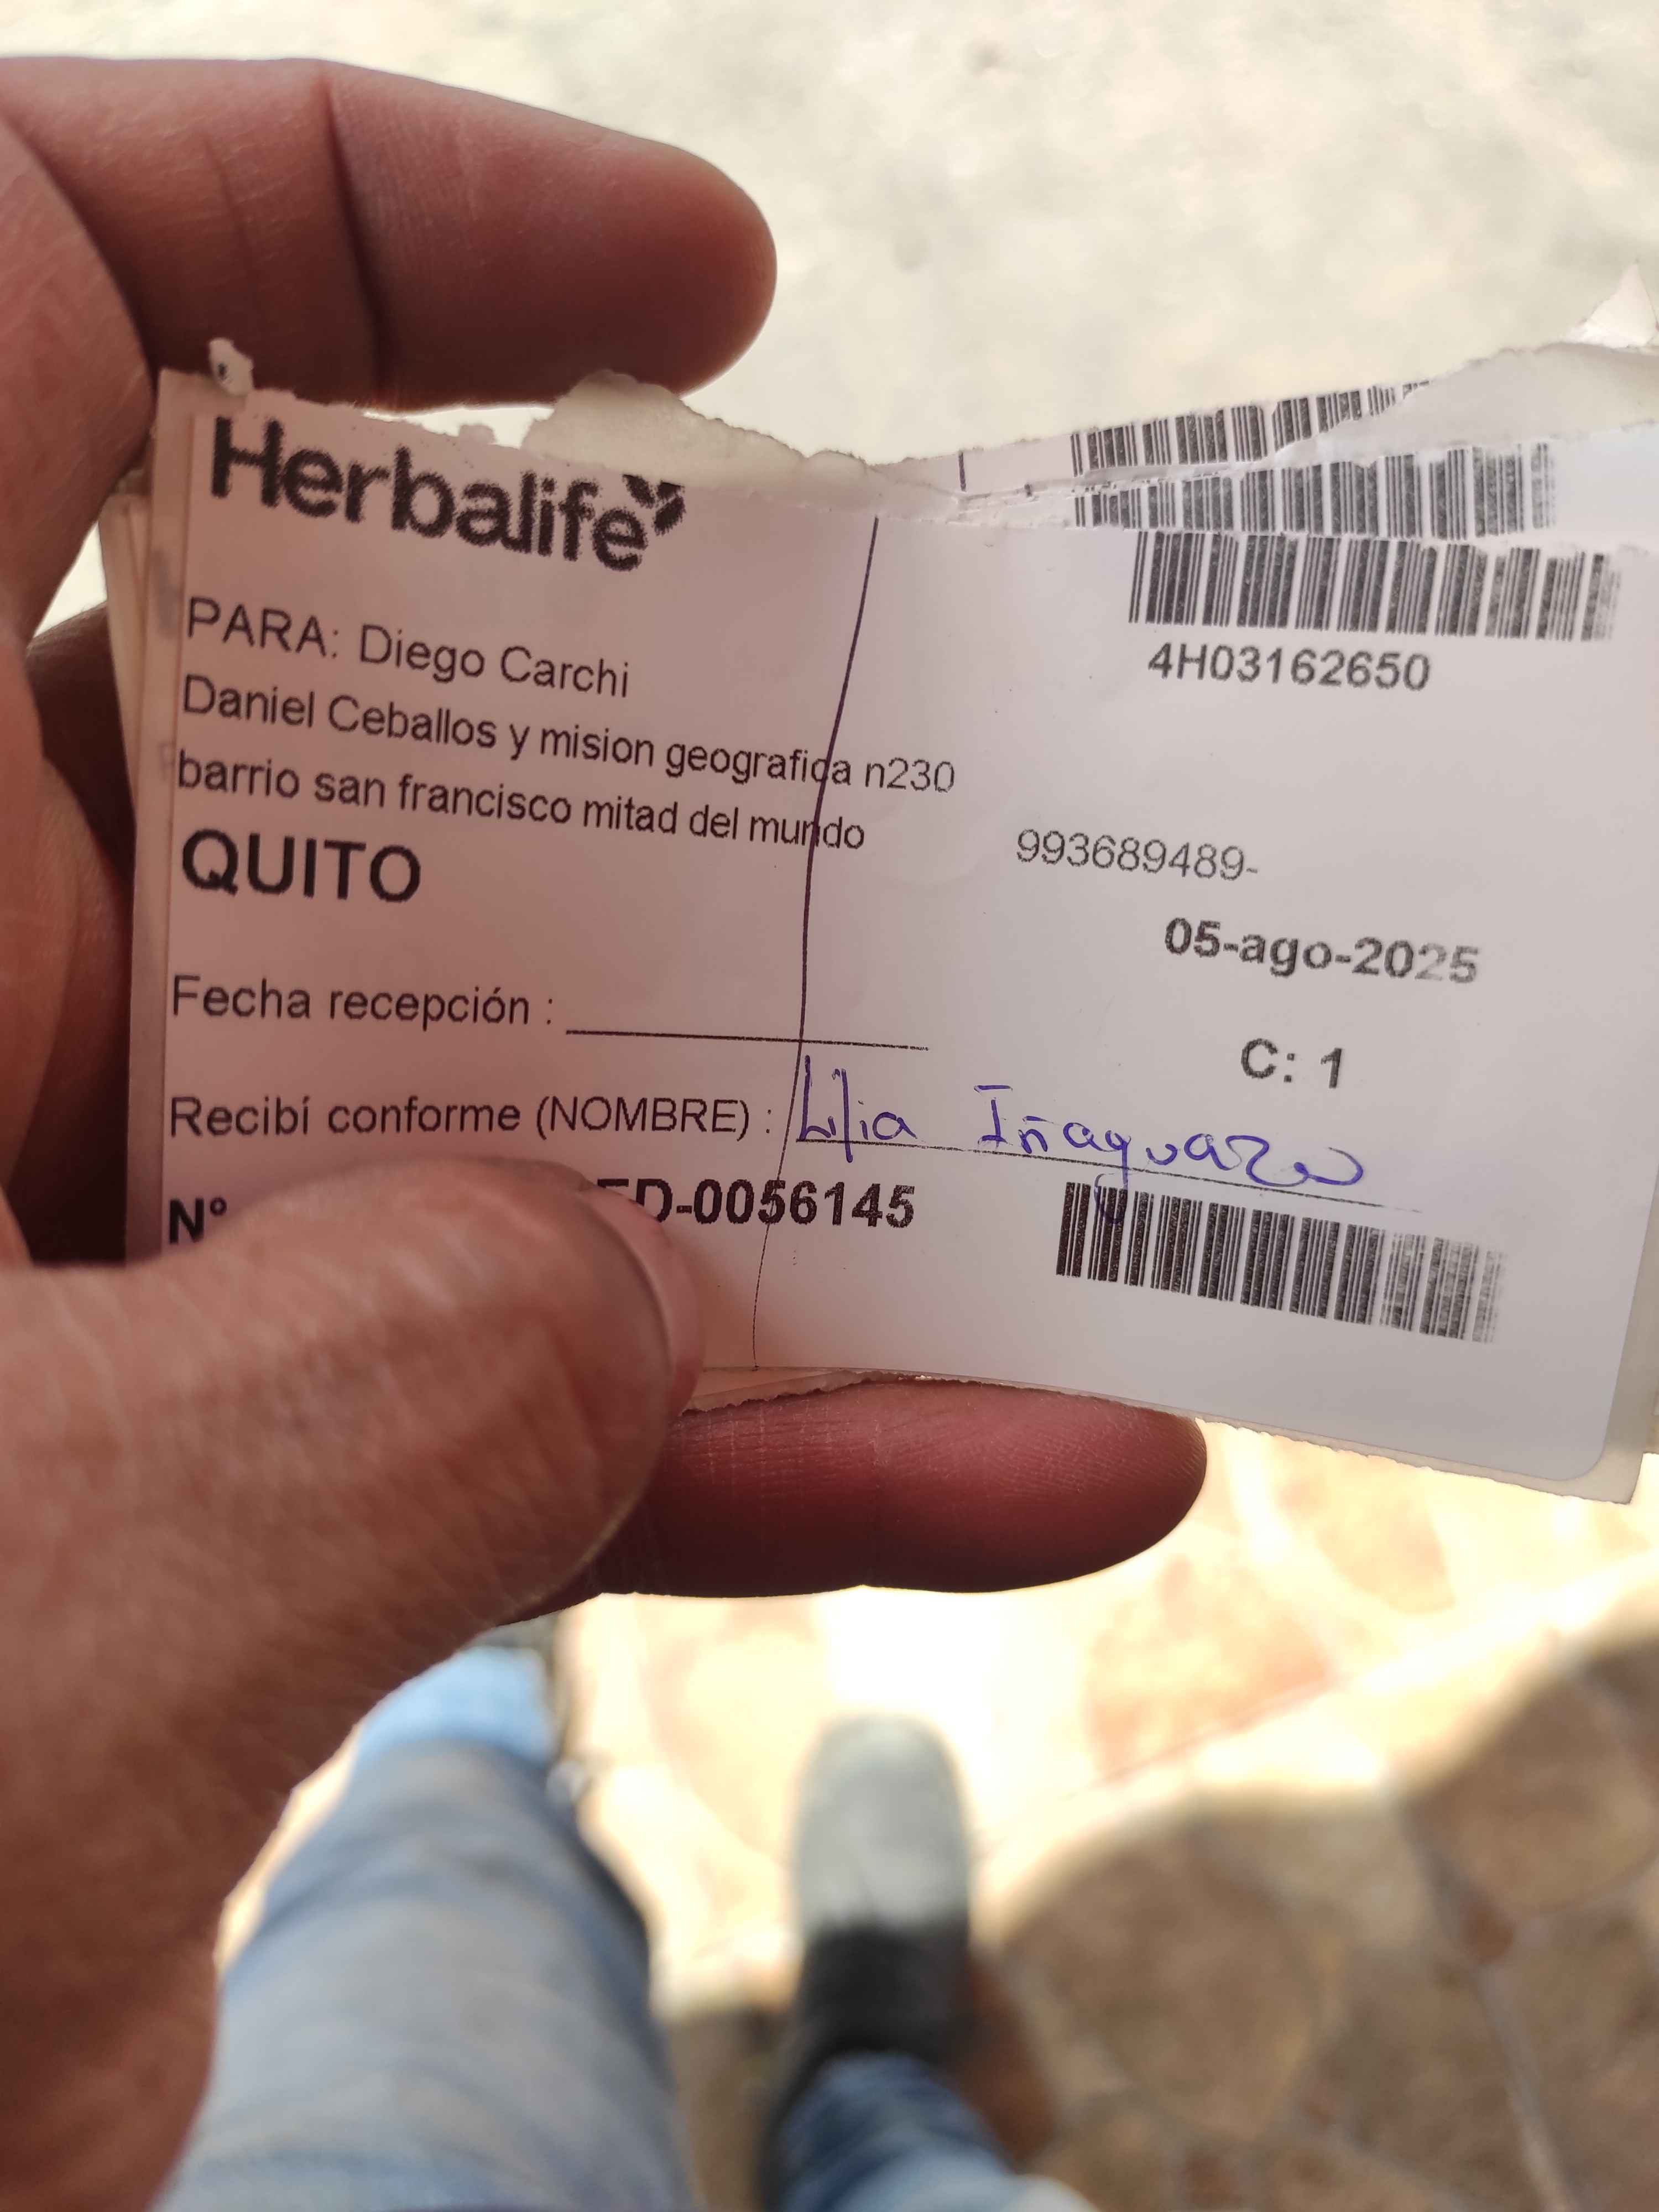 Herbalife
4H03162650
PARA: Diego Carchi
Daniel Ceballos y mision geografica n230
barrio san francisco mitad del mundo
993689489-
QUITO
05-ago-2025
Fecha recepción :
C: 1
Recibí conforme (NOMBRE) : Lilia Iñaguazo
N° D-0056145